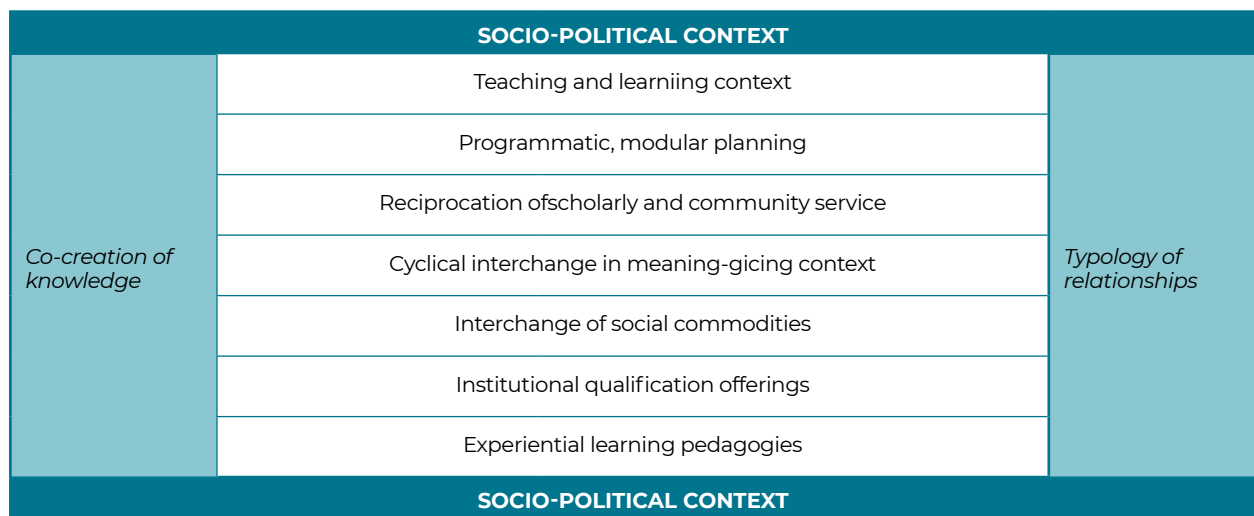 SOCIO-POLITICAL CONTEXT
Teaching and learniing context
Programmatic, modular planning
Reciprocation ofscholarly and community service
Co-creation of
knowledge
Cyclical interchange in meaning-gicing context
Typology of
relationships
Interchange of social commodities
Institutional qualification offerings
Experiential learning pedagogies
SOCIO-POLITICAL CONTEXT